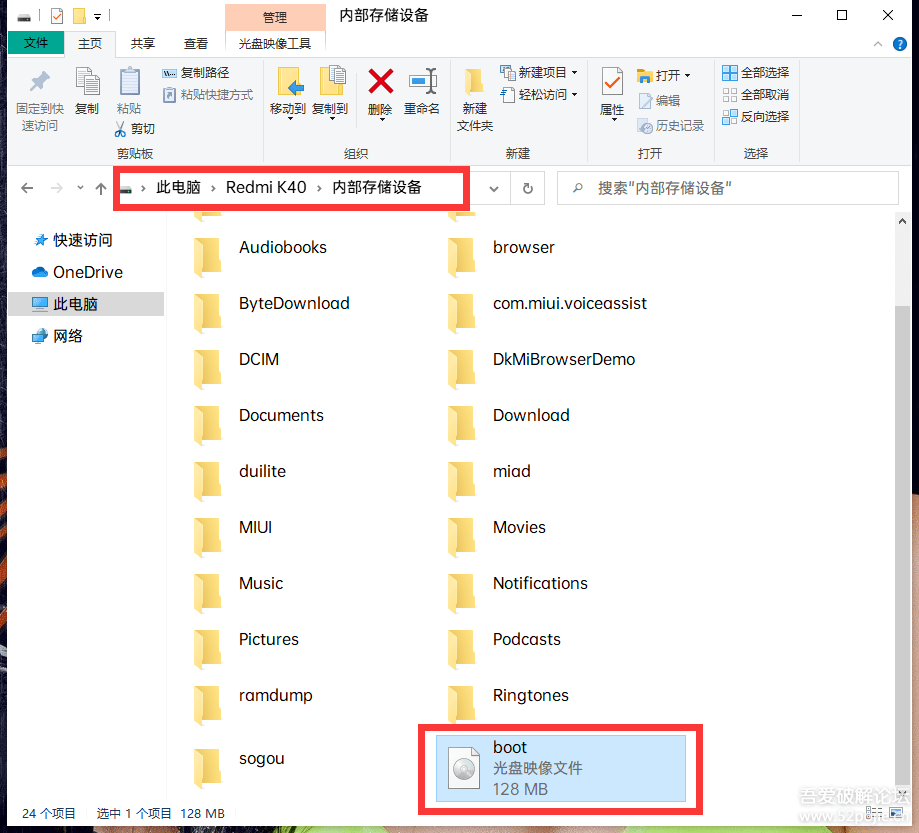 管理
内部存储设备
文件
主页
共享
查看
光盘映像工具
固定到快
速访问
复制
粘贴
复制路径
粘贴快捷方式
剪切
剪贴板
移动到
复制到
删除
重命名
组织
新建
文件夹
新建项目
轻松访问
新建
属性
打开
编辑
历史记录
打开
全部选择
全部取消
反向选择
选择
此电脑 › Redmi K40 › 内部存储设备
搜索"内部存储设备"
快速访问
OneDrive
此电脑
网络
Audiobooks
browser
ByteDownload
com.miui.voiceassist
DCIM
DkMiBrowserDemo
Documents
Download
duilite
miad
MIUI
Movies
Music
Notifications
Pictures
Podcasts
ramdump
Ringtones
sogou
boot
光盘映像文件
128 MB
24 个项目
选中 1 个项目 128 MB
吾爱破解论坛
www.52pojie.cn